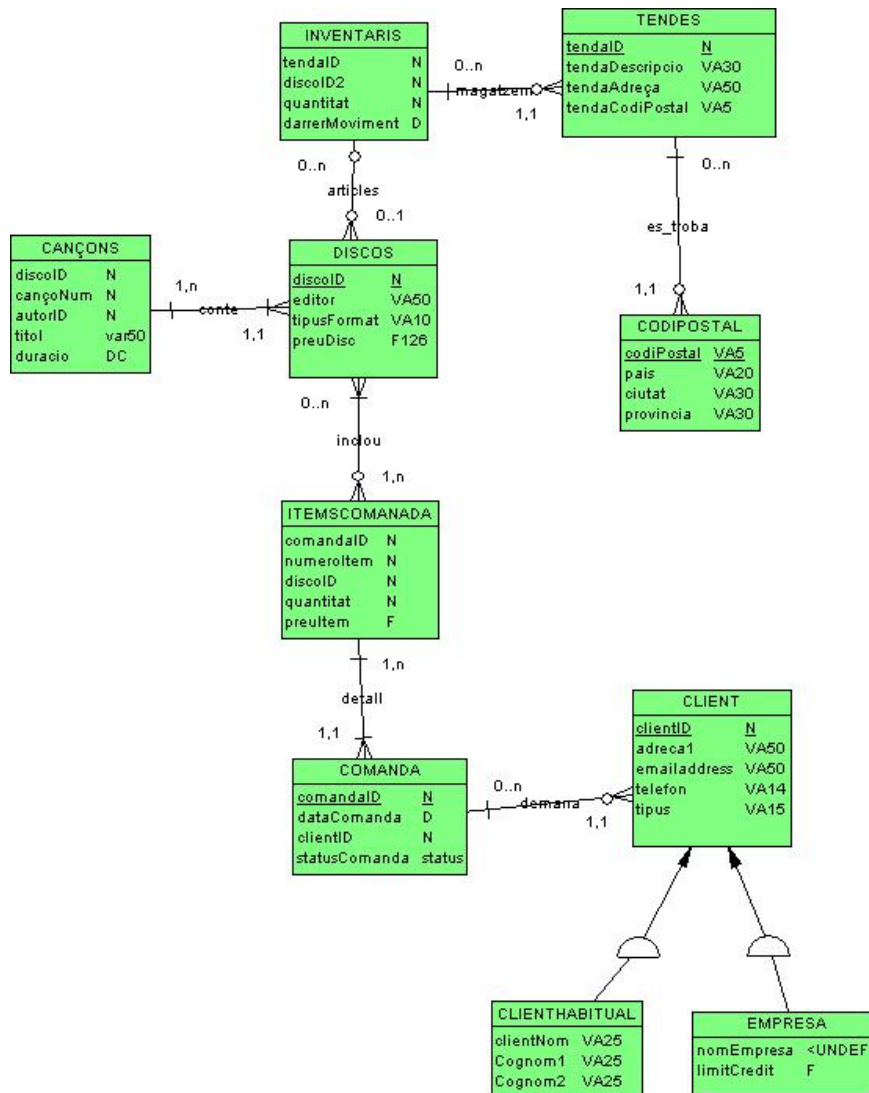 INVENTARIS
tendaID N
discoID2 N
quantitat N
darrerMoviment D
0..n
magatzem
1,1
TENDES
tendaID N
tendaDescripcio VA30
tendaAdreça VA50
tendaCodiPostal VA5
0..n
articles
0..1
0..n
es_troba
1,1
CANÇONS
discoID N
cançoNum N
autorID N
titol var50
duracio DC
1,n
conte
1,1
DISCOS
discoID N
editor VA50
tipusFormat VA10
preuDisc F126
CODIPOSTAL
codiPostal VA5
pais VA20
ciutat VA30
provincia VA30
0..n
inclou
1,n
ITEMSCOMANADA
comandaID N
numeroItem N
discoID N
quantitat N
preuItem F
1,n
detall
1,1
COMANDA
comandaID N
dataComanda D
clientID N
statusComanda status
0..n
demana
1,1
CLIENT
clientID N
adreca1 VA50
emailaddress VA50
telefon VA14
tipus VA15
CLIENTHABITUAL
clientNom VA25
Cognom1 VA25
Cognom2 VA25
EMPRESA
nomEmpresa <UNDEF
limitCredit F